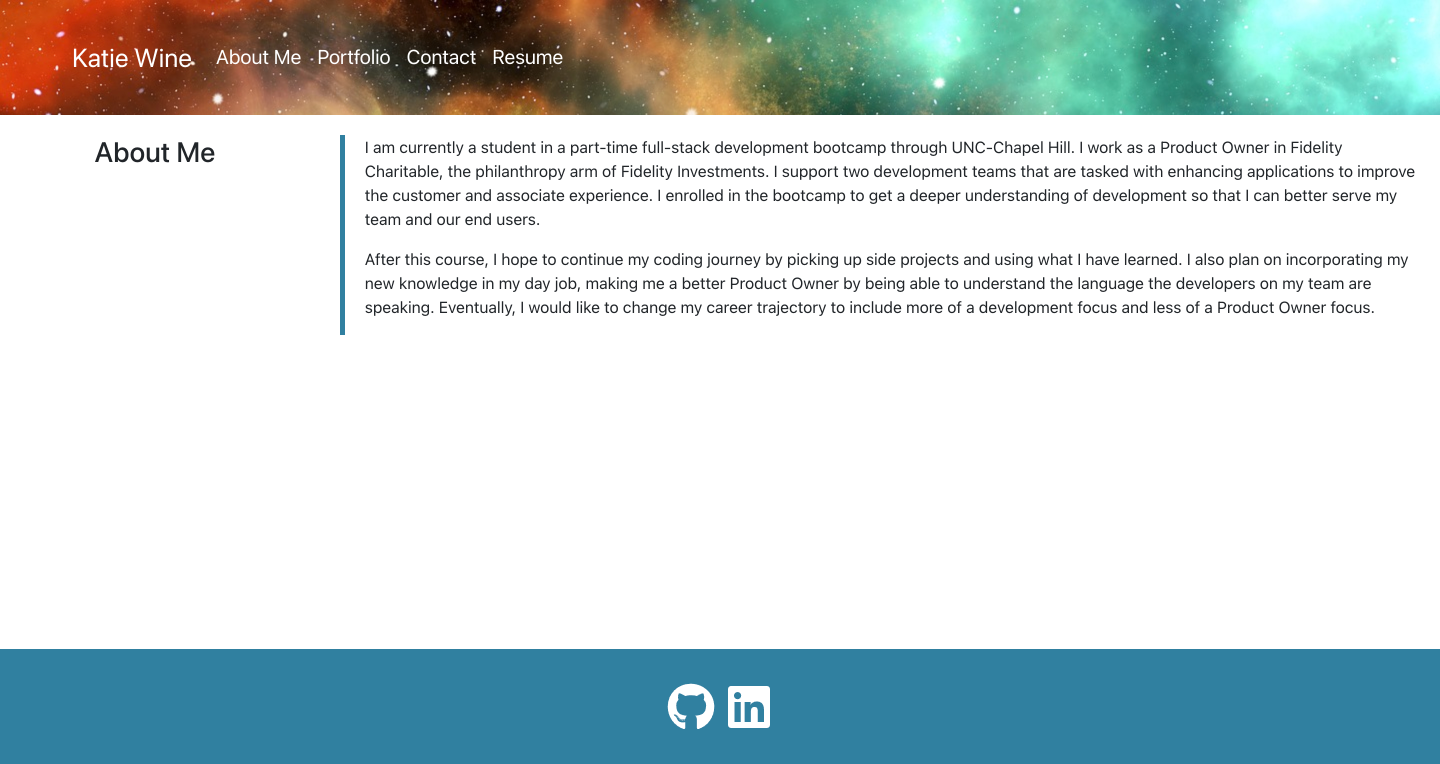 Katie Wine
About Me Portfolio Contact Resume
About Me
I am currently a student in a part-time full-stack development bootcamp through UNC-Chapel Hill. I work as a Product Owner in Fidelity
Charitable, the philanthropy arm of Fidelity Investments. I support two development teams that are tasked with enhancing applications to improve
the customer and associate experience. I enrolled in the bootcamp to get a deeper understanding of development so that I can better serve my
team and our end users.
After this course, I hope to continue my coding journey by picking up side projects and using what I have learned. I also plan on incorporating my
new knowledge in my day job, making me a better Product Owner by being able to understand the language the developers on my team are
speaking. Eventually, I would like to change my career trajectory to include more of a development focus and less of a Product Owner focus.
in